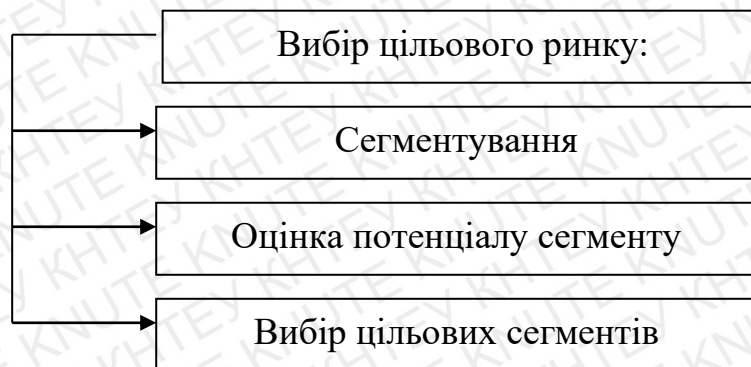 Вибір цільового ринку:
Сегментування
Оцінка потенціалу сегменту
Вибір цільових сегментів